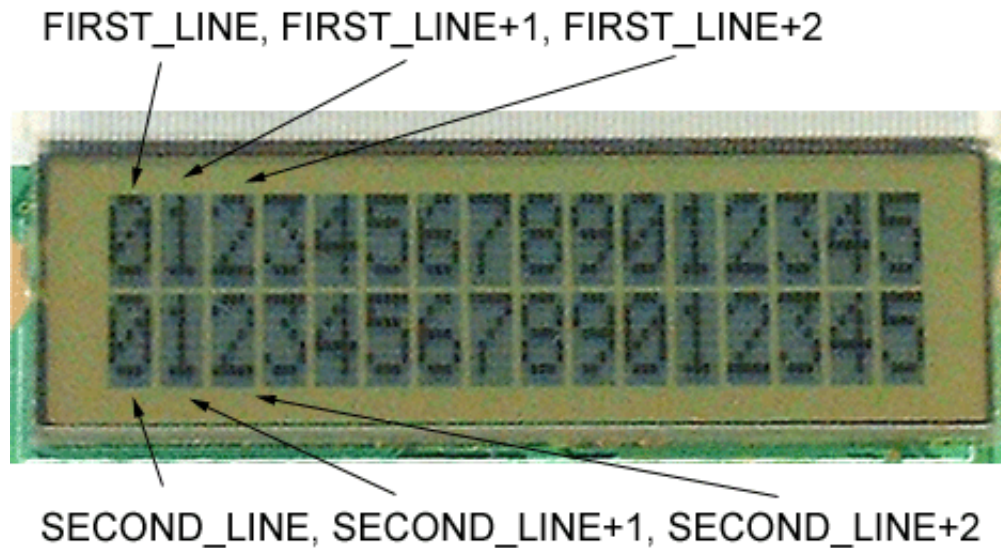 FIRST_LINE, FIRST_LINE+1, FIRST_LINE+2
0123456789012345
0123456789012345
SECOND_LINE, SECOND_LINE+1, SECOND_LINE+2